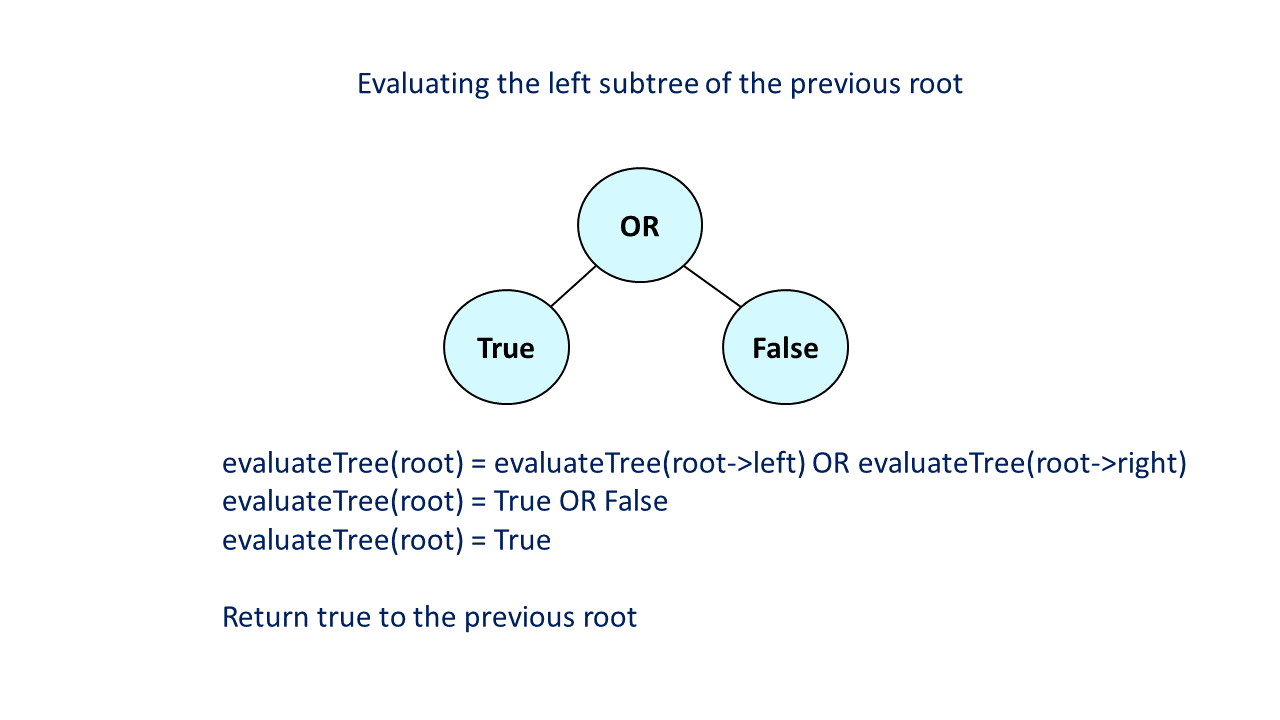 Evaluating the left subtree of the previous root
OR
True
False
evaluateTree(root) = evaluateTree(root->left) OR evaluateTree(root->right)
evaluateTree(root) = True OR False
evaluateTree(root) = True
Return true to the previous root